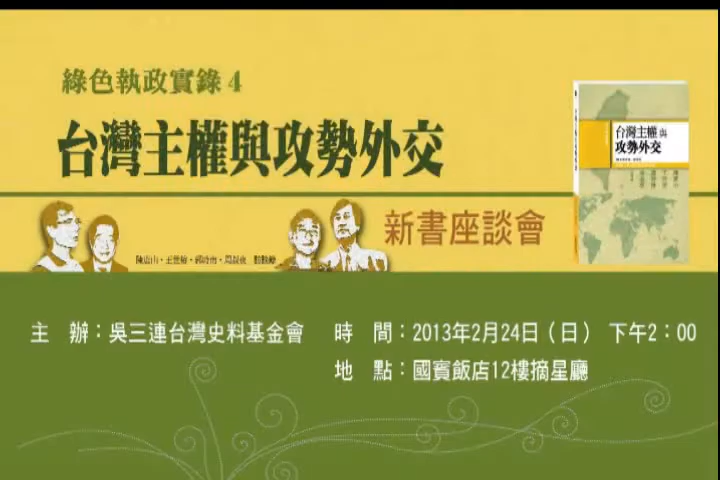 綠色執政實錄 4
台灣主權與攻勢外交
台灣主權與
攻勢外交
新書座談會
主 辦：吳三連台灣史料基金會
時 間：2013年2月24日（日） 下午2：00
地 點：國賓飯店12樓摘星廳